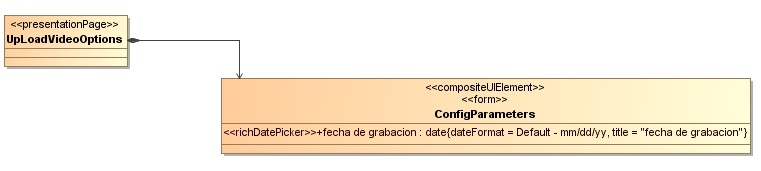 <<presentationPage>>
UpLoadVideoOptions
<<compositeUIElement>>
<<form>>
ConfigParameters
<<richDatePicker>>+fecha de grabacion : date{dateFormat = Default - mm/dd/yy, title = "fecha de grabacion"}